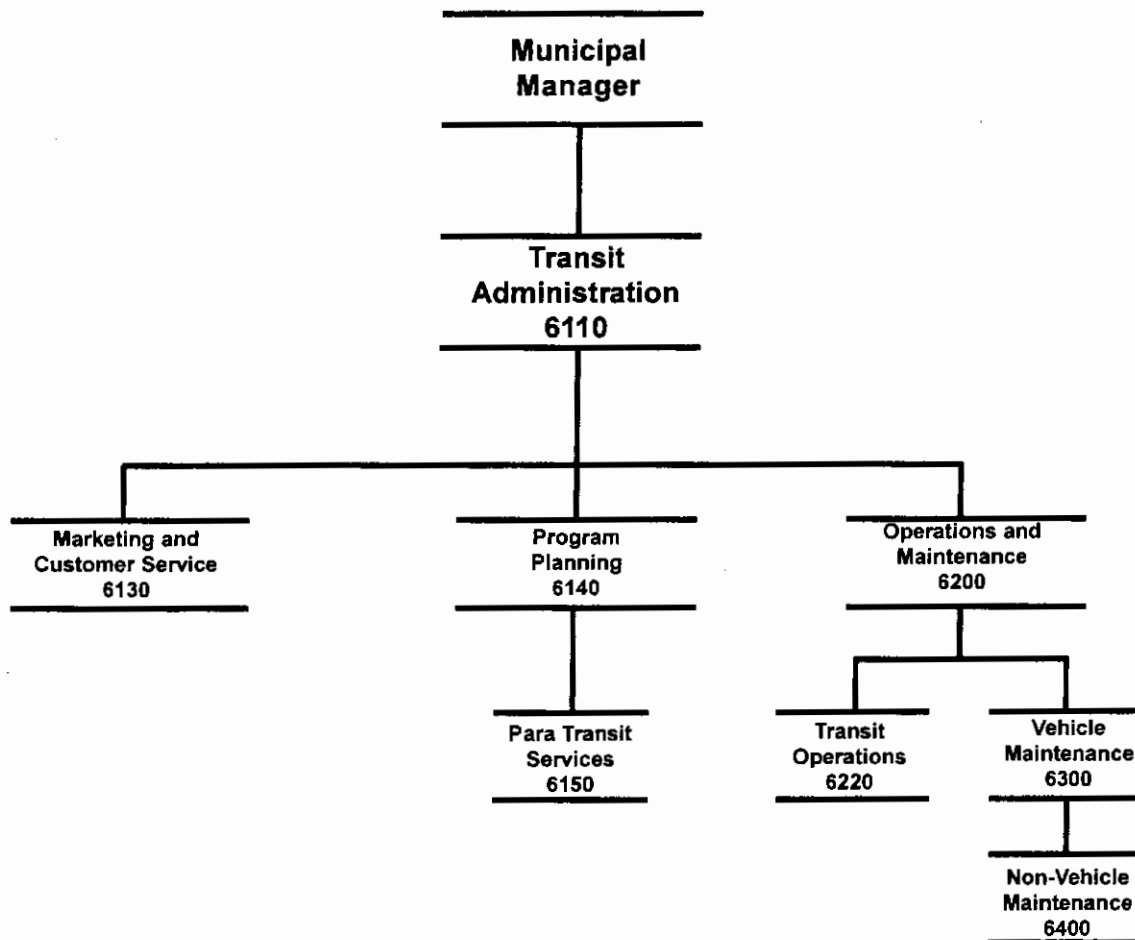 Municipal
Manager
Transit
Administration
6110
Marketing and
Customer Service
6130
Program
Planning
6140
Operations and
Maintenance
6200
Para Transit
Services
6150
Transit
Operations
6220
Vehicle
Maintenance
6300
Non-Vehicle
Maintenance
6400